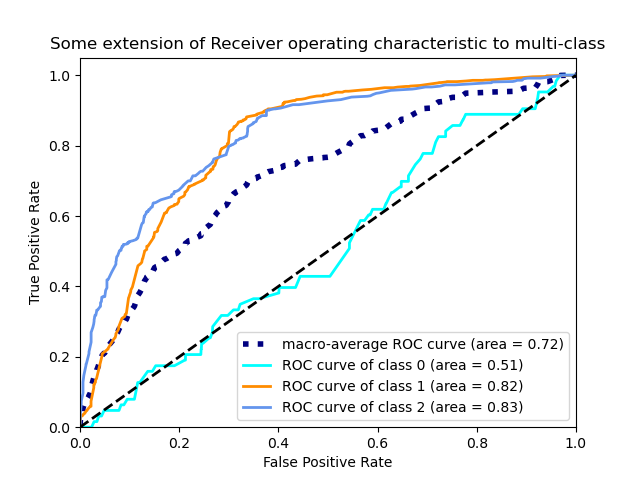 Some extension of Receiver operating characteristic to multi-class
1.0
0.8
0.6
0.4
0.2
0.0
True Positive Rate
macro-average ROC curve (area = 0.72)
ROC curve of class 0 (area = 0.51)
ROC curve of class 1 (area = 0.82)
ROC curve of class 2 (area = 0.83)
0.0 0.2 0.4 0.6 0.8 1.0
False Positive Rate